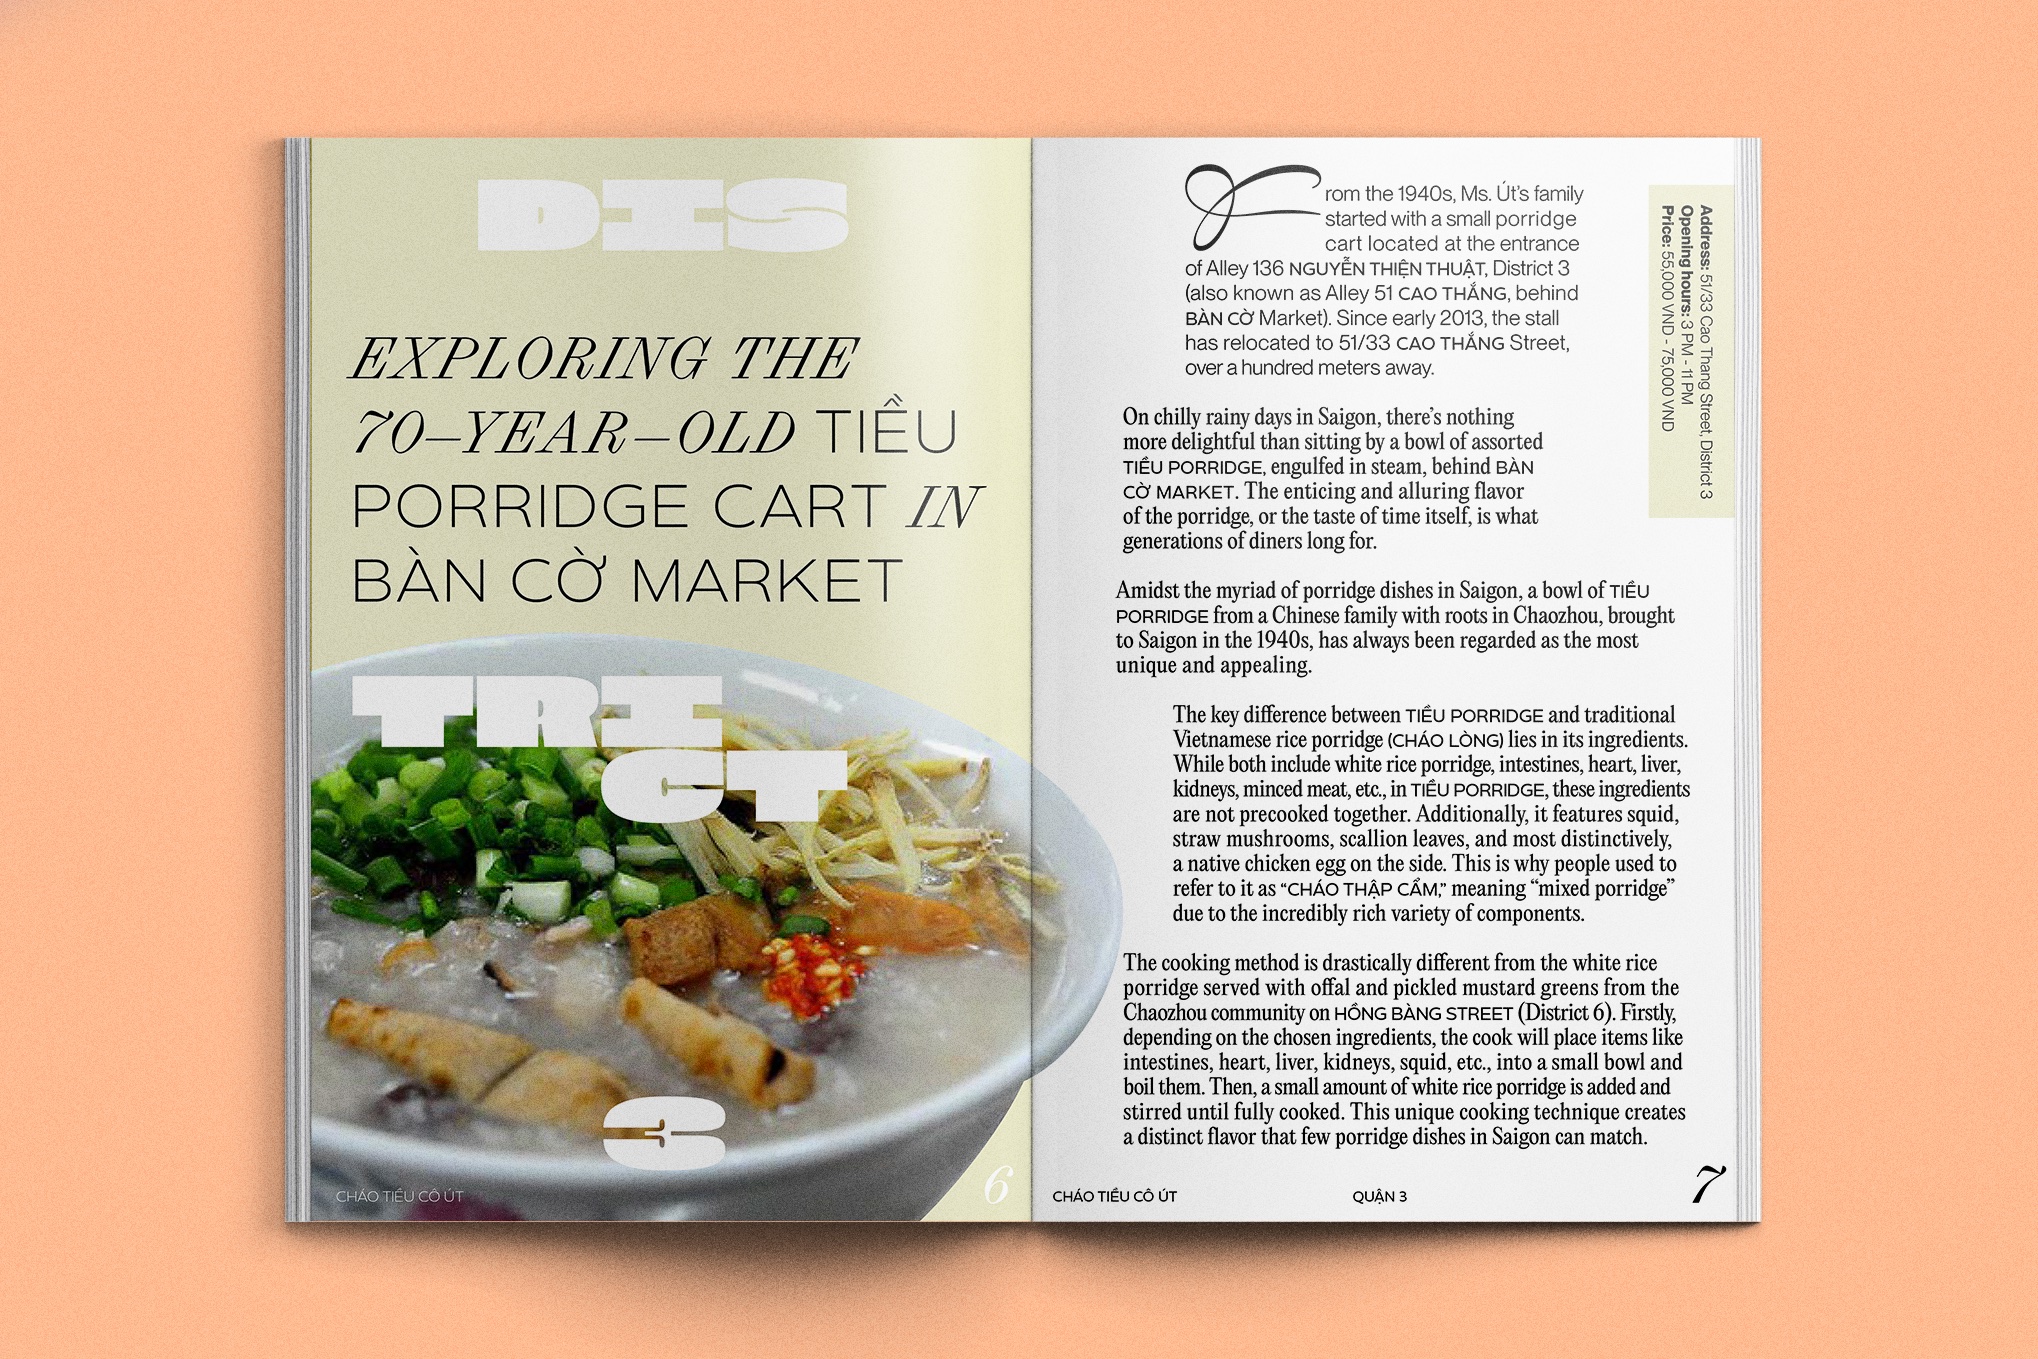 DIS
EXPLORING THE
70–YEAR–OLD TIỀU
PORRIDGE CART IN
BÀN CỜ MARKET
TRI
CT
3
CHÁO TIỀU CÔ ÚT
6
From the 1940s, Ms. Út's family
started with a small porridge
cart located at the entrance
of Alley 136 NGUYỄN THIỆN THUẬT, District 3
(also known as Alley 51 CAO THẮNG, behind
BÀN CỜ Market). Since early 2013, the stall
has relocated to 51/33 CAO THẮNG Street,
over a hundred meters away.
Address: 51/33 Cao Thang Street, District 3
Opening hours: 3 PM - 11 PM
Price: 55,000 VND - 75,000 VND
On chilly rainy days in Saigon, there's nothing
more delightful than sitting by a bowl of assorted
TIỀU PORRIDGE, engulfed in steam, behind BÀN
CỜ MARKET. The enticing and alluring flavor
of the porridge, or the taste of time itself, is what
generations of diners long for.
Amidst the myriad of porridge dishes in Saigon, a bowl of TIỀU
PORRIDGE from a Chinese family with roots in Chaozhou, brought
to Saigon in the 1940s, has always been regarded as the most
unique and appealing.
The key difference between TIỀU PORRIDGE and traditional
Vietnamese rice porridge (CHÁO LÒNG) lies in its ingredients.
While both include white rice porridge, intestines, heart, liver,
kidneys, minced meat, etc., in TIỀU PORRIDGE, these ingredients
are not precooked together. Additionally, it features squid,
straw mushrooms, scallion leaves, and most distinctively,
a native chicken egg on the side. This is why people used to
refer to it as “CHÁO THẬP CẨM,” meaning “mixed porridge”
due to the incredibly rich variety of components.
The cooking method is drastically different from the white rice
porridge served with offal and pickled mustard greens from the
Chaozhou community on HỒNG BÀNG STREET (District 6). Firstly,
depending on the chosen ingredients, the cook will place items like
intestines, heart, liver, kidneys, squid, etc., into a small bowl and
boil them. Then, a small amount of white rice porridge is added and
stirred until fully cooked. This unique cooking technique creates
a distinct flavor that few porridge dishes in Saigon can match.
CHÁO TIỀU CÔ ÚT
QUẬN 3
7